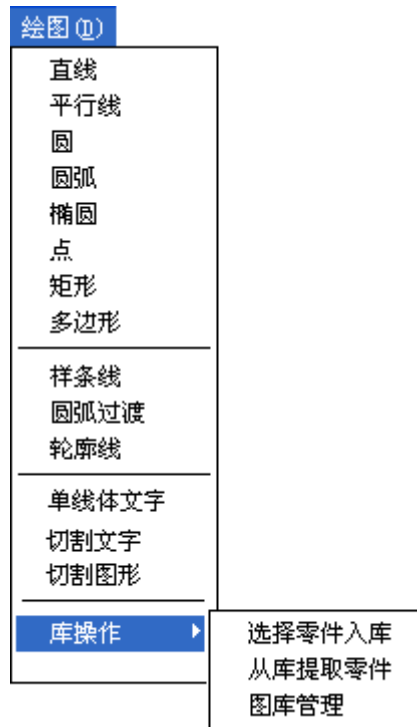 绘图(D)
直线
平行线
圆
圆弧
椭圆
点
矩形
多边形
样条线
圆弧过渡
轮廓线
单线体文字
切割文字
切割图形
库操作
选择零件入库
从库提取零件
图库管理